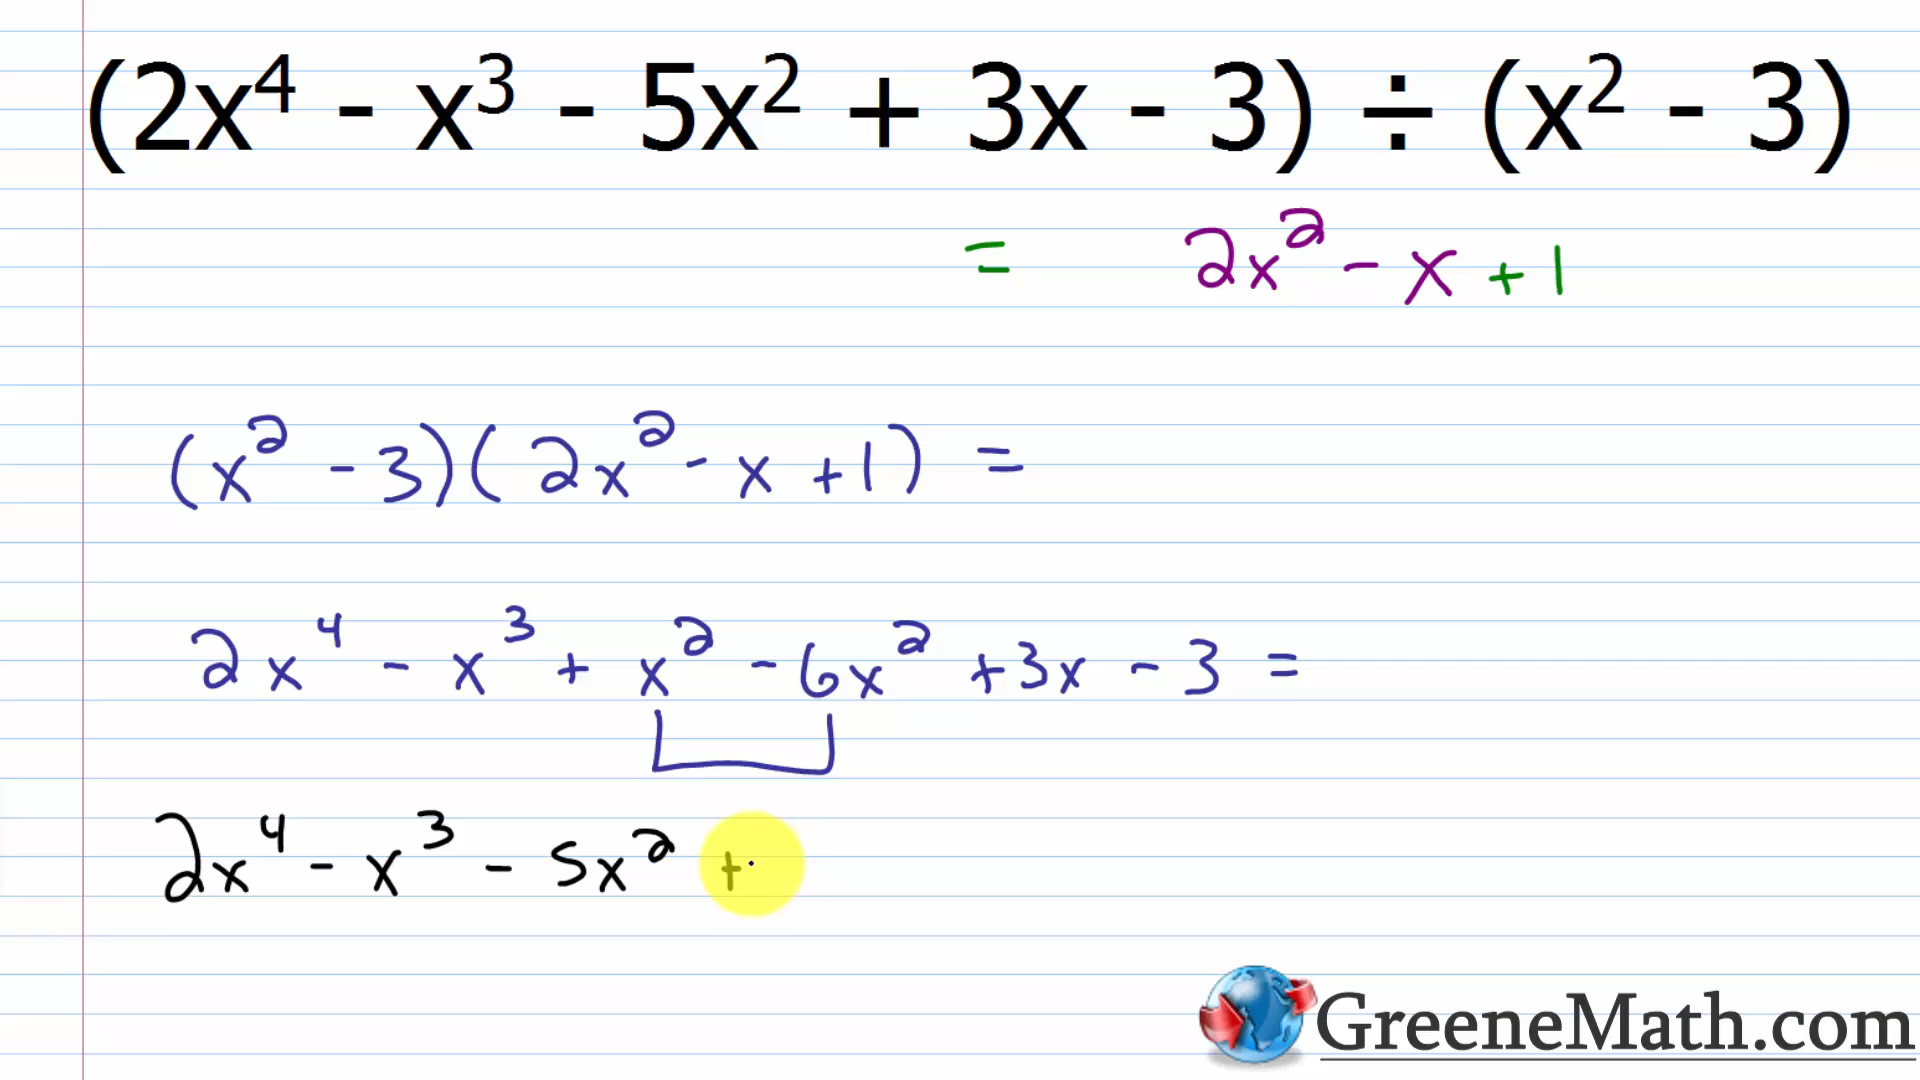 (2x⁴ - x³ - 5x² + 3x - 3) ÷ (x² - 3)
= 2x² - x + 1
(x² - 3)(2x² - x + 1) =
2x⁴ - x³ + x² - 6x² + 3x - 3 =
2x⁴ - x³ - 5x² +
GreeneMath.com